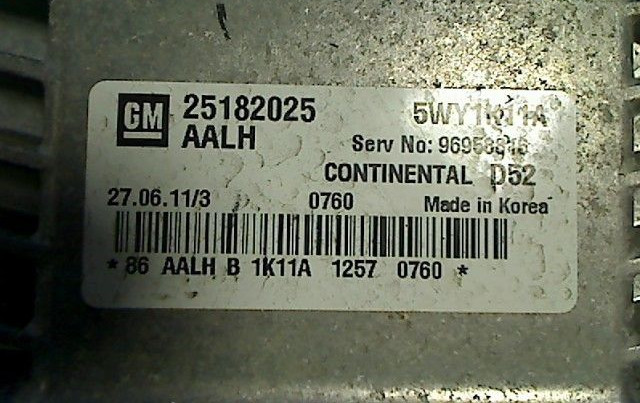 GM 25182025 5WY1K11A
AALH Serv No:
CONTINENTAL D52
27.06.11/3 0760 Made in Korea
* 86 AALH B 1K11A 1257 0760 *